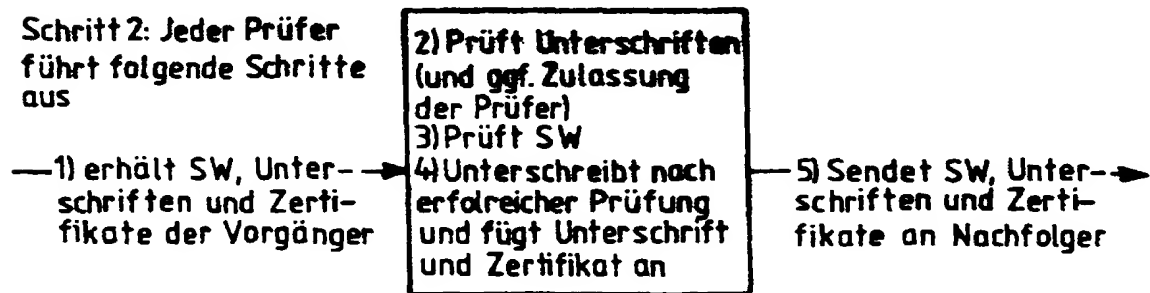 Schritt 2: Jeder Prüfer
führt folgende Schritte
aus
1) erhält SW, Unter-
schriften und Zerti-
fikate der Vorgänger
2) Prüft Unterschriften
(und ggf. Zulassung
der Prüfer)
3) Prüft SW
4) Unterschreibt nach
erfolreicher Prüfung
und fügt Unterschrift
und Zertifikat an
5) Sendet SW, Unter-
schriften und Zerti-
fikate an Nachfolger